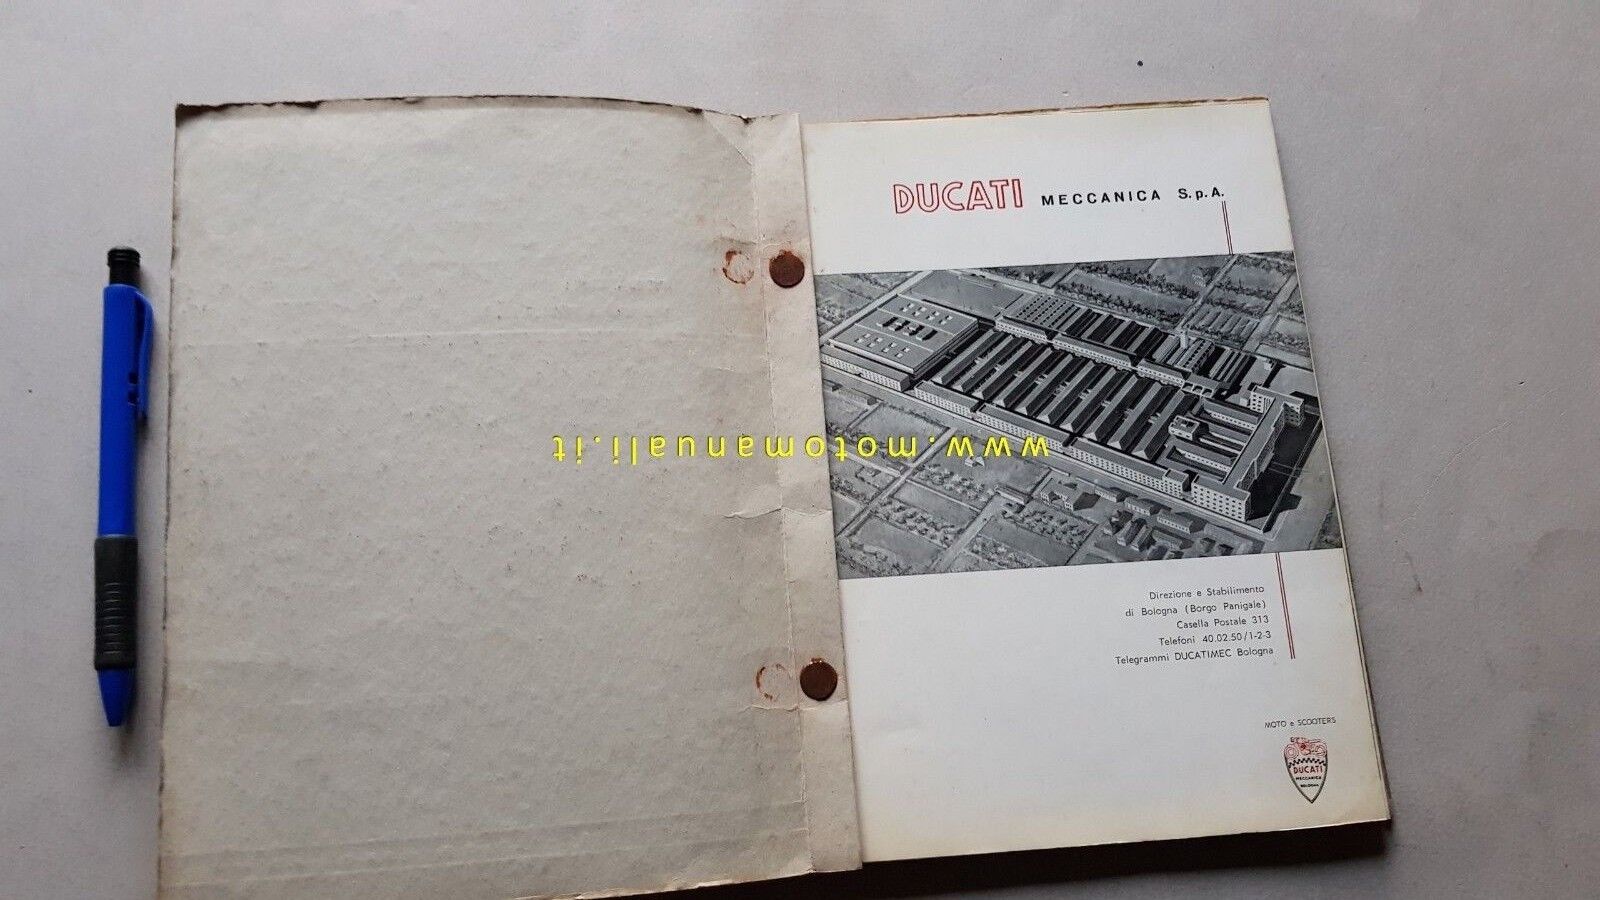 DUCATI MECCANICA S.p.A.
www.motomanuali.it
Direzione e Stabilimento
di Bologna (Borgo Panigale)
Casella Postale 313
Telefoni 40.02.50/1-2-3
Telegrammi DUCATIMEC Bologna
MOTO e SCOOTERS
DUCATI
MECCANICA
BOLOGNA